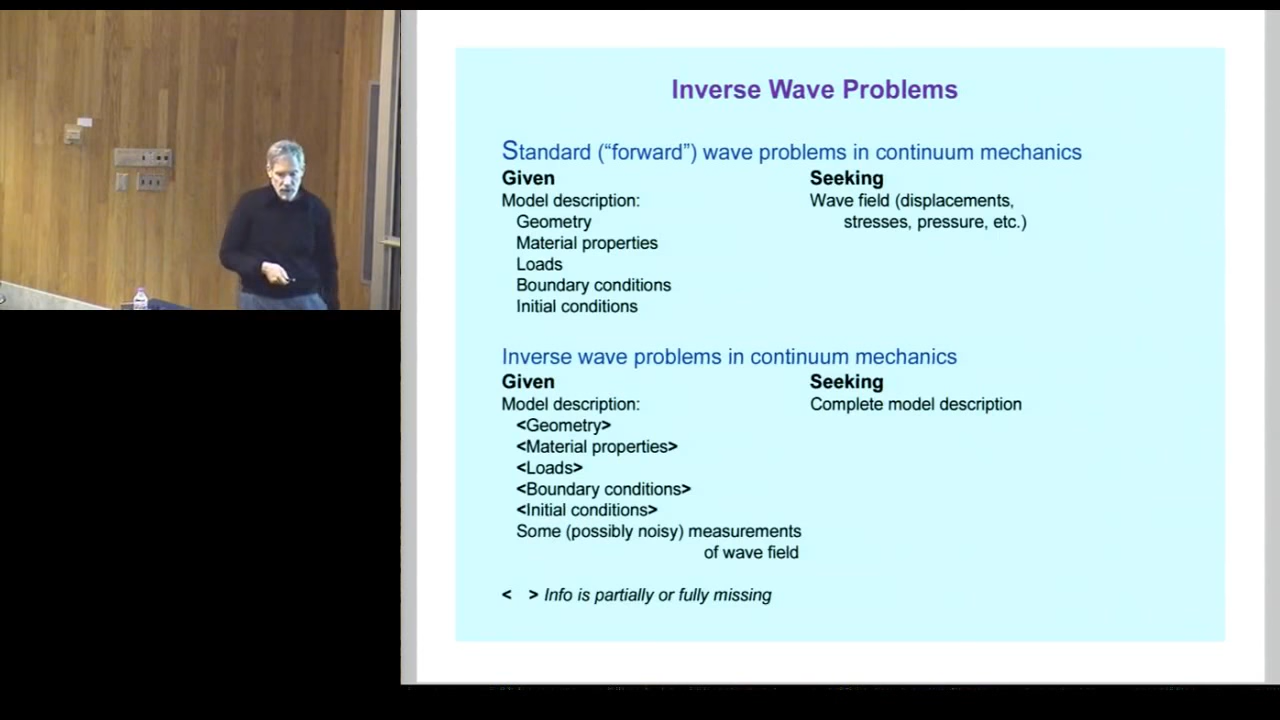 Inverse Wave Problems
Standard (“forward”) wave problems in continuum mechanics
Given
Model description:
Geometry
Material properties
Loads
Boundary conditions
Initial conditions
Seeking
Wave field (displacements,
stresses, pressure, etc.)
Inverse wave problems in continuum mechanics
Given
Model description:
<Geometry>
<Material properties>
<Loads>
<Boundary conditions>
<Initial conditions>
Some (possibly noisy) measurements
of wave field
Seeking
Complete model description
< > Info is partially or fully missing